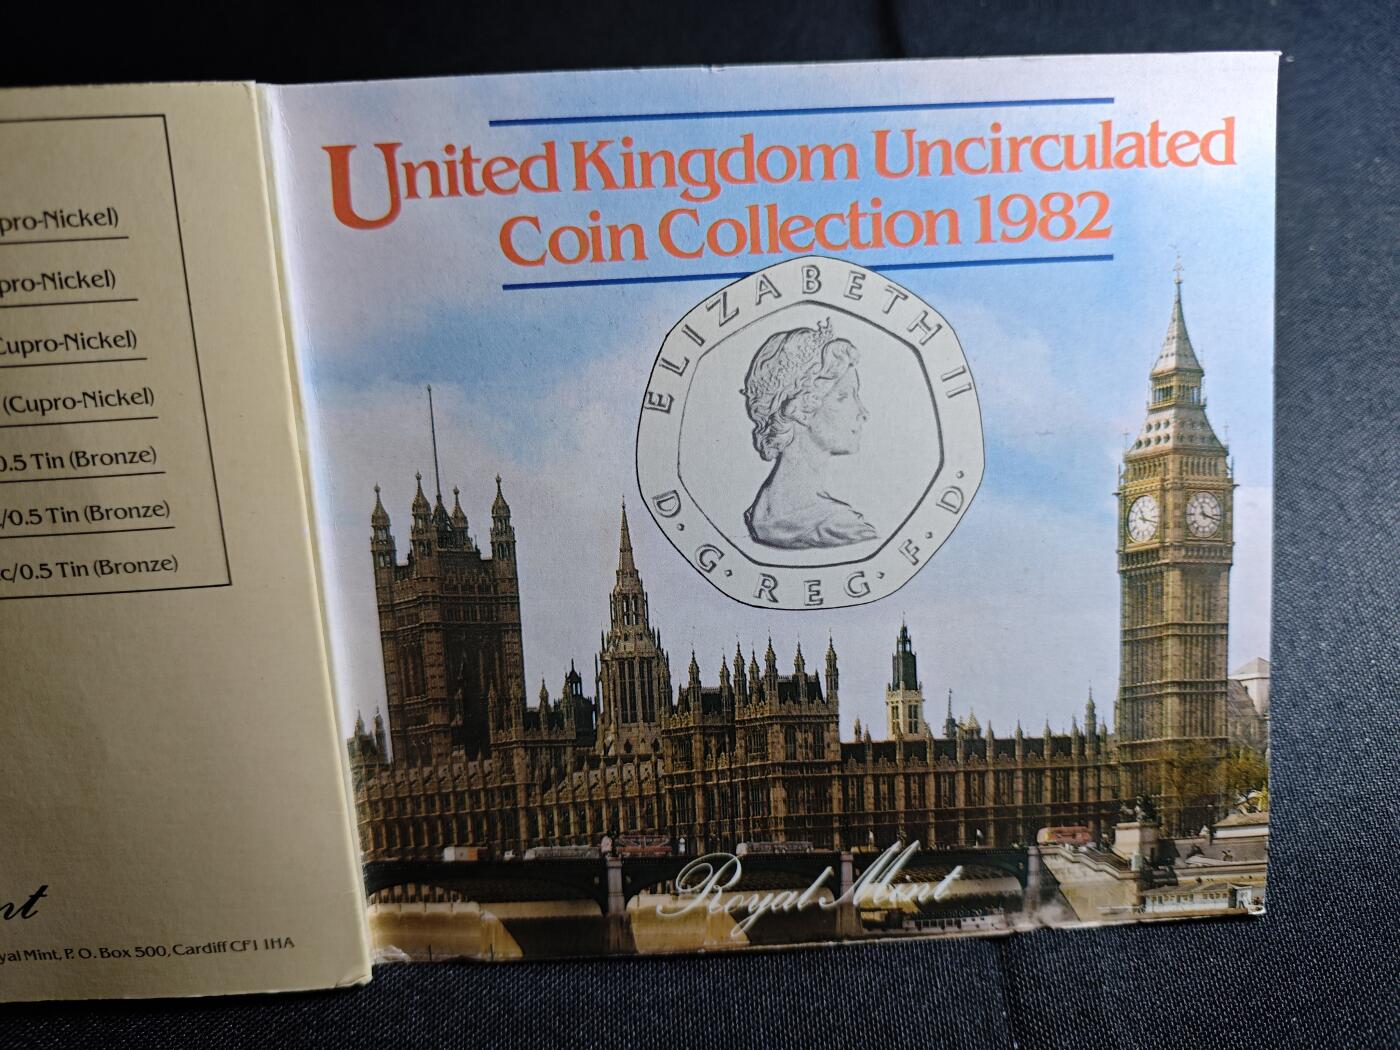 pro-Nickel)
pro-Nickel)
Cupro-Nickel)
(Cupro-Nickel)
0.5 Tin (Bronze)
/0.5 Tin (Bronze)
c/0.5 Tin (Bronze)
nt
yal Mint, P.O. Box 500, Cardiff CF1 1HA
United Kingdom Uncirculated
Coin Collection 1982
ELIZABETH II
D·G·REG·F·D·
Royal Mint